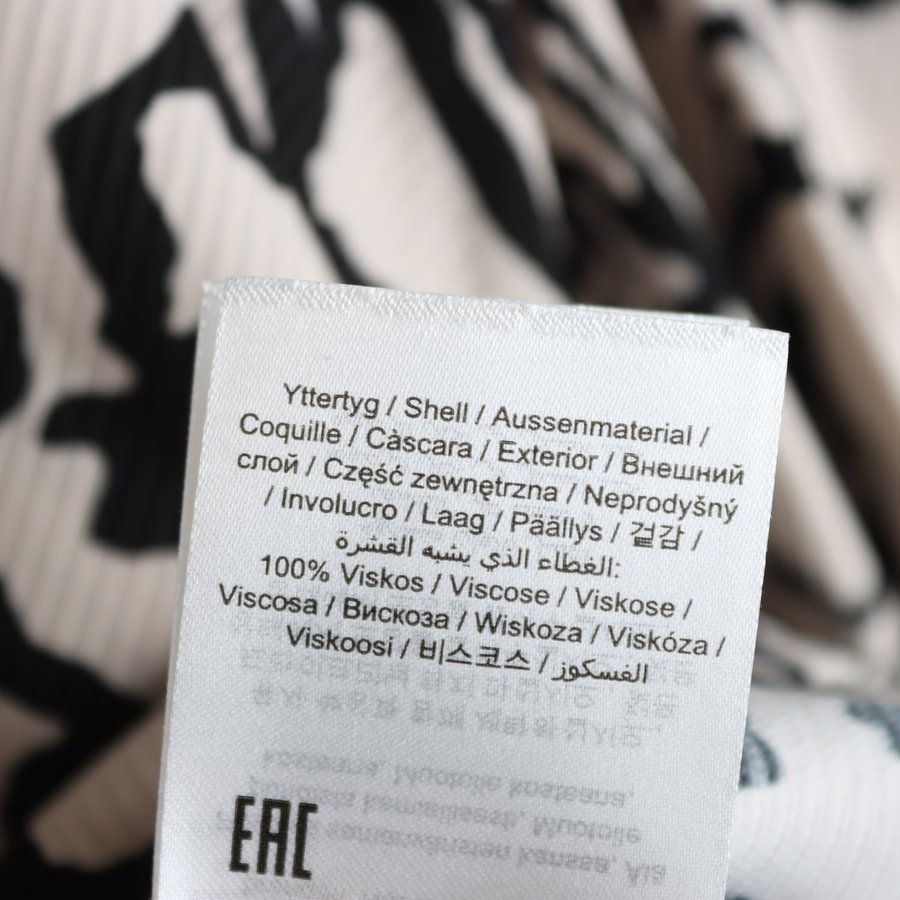 Yttertyg / Shell / Aussenmaterial /
Coquille / Càscara / Exterior / Внешний
слой / Część zewnętrzna / Neprodyšný
/ Involucro / Laag / Päällys / 겉감 /
الغطاء الذي يشبه القشرة:
100% Viskos / Viscose / Viskose /
Viscosa / Вискоза / Wiskoza / Viskóza /
Viskoosi / 비스코스 / الفسكوز
EAC